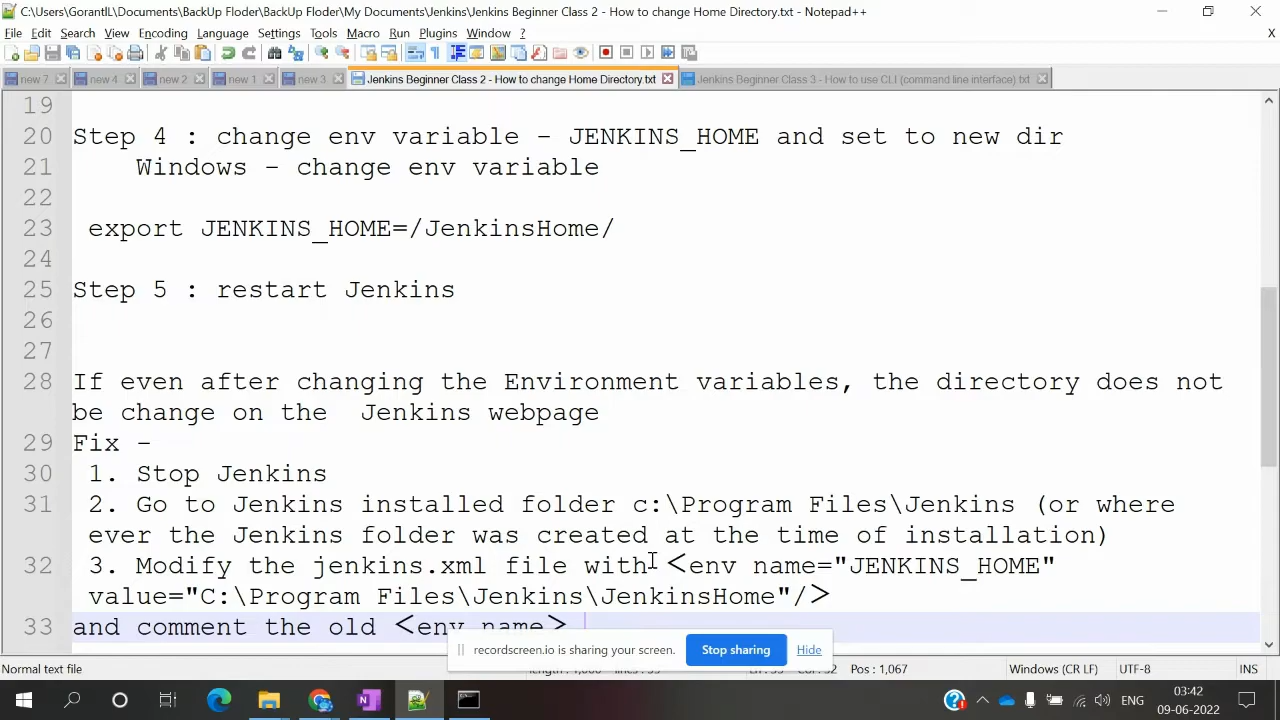 C:\Users\GorantlL\Documents\BackUp Floder\BackUp Floder\My Documents\Jenkins\Jenkins Beginner Class 2 - How to change Home Directory.txt - Notepad++
File Edit Search View Encoding Language Settings Tools Macro Run Plugins Window ? X
new 7 new 4 new 2 new 1 new 3 Jenkins Beginner Class 2 - How to change Home Directory.txt Jenkins Beginner Class 3 - How to use CLI (command line interface) txt
19
20 Step 4 : change env variable - JENKINS_HOME and set to new dir
21 Windows - change env variable
22
23 export JENKINS_HOME=/JenkinsHome/
24
25 Step 5 : restart Jenkins
26
27
28 If even after changing the Environment variables, the directory does not
be change on the Jenkins webpage
29 Fix -
30 1. Stop Jenkins
31 2. Go to Jenkins installed folder c:\Program Files\Jenkins (or where
ever the Jenkins folder was created at the time of installation)
32 3. Modify the jenkins.xml file with <env name="JENKINS_HOME"
value="C:\Program Files\Jenkins\JenkinsHome"/>
33 and comment the old <env name>
recordscreen.io is sharing your screen. Stop sharing Hide
Normal text file Pos : 1,067 Windows (CR LF) UTF-8 INS
ENG 03:42
09-06-2022